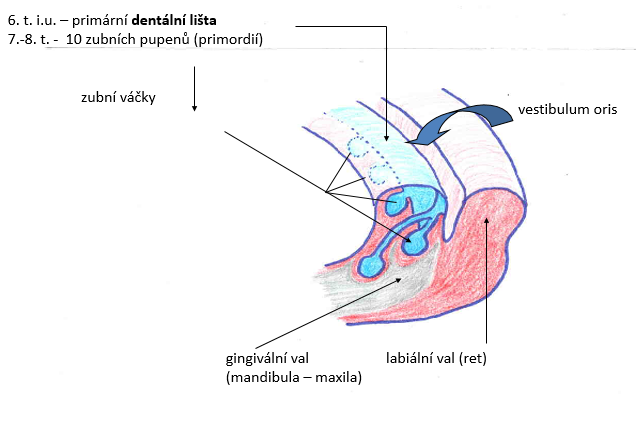 6. t. i.u. – primární dentální lišta
7.-8. t. - 10 zubních pupenů (primordií)
zubní váčky
vestibulum oris
gingivální val
(mandibula – maxila)
labiální val (ret)